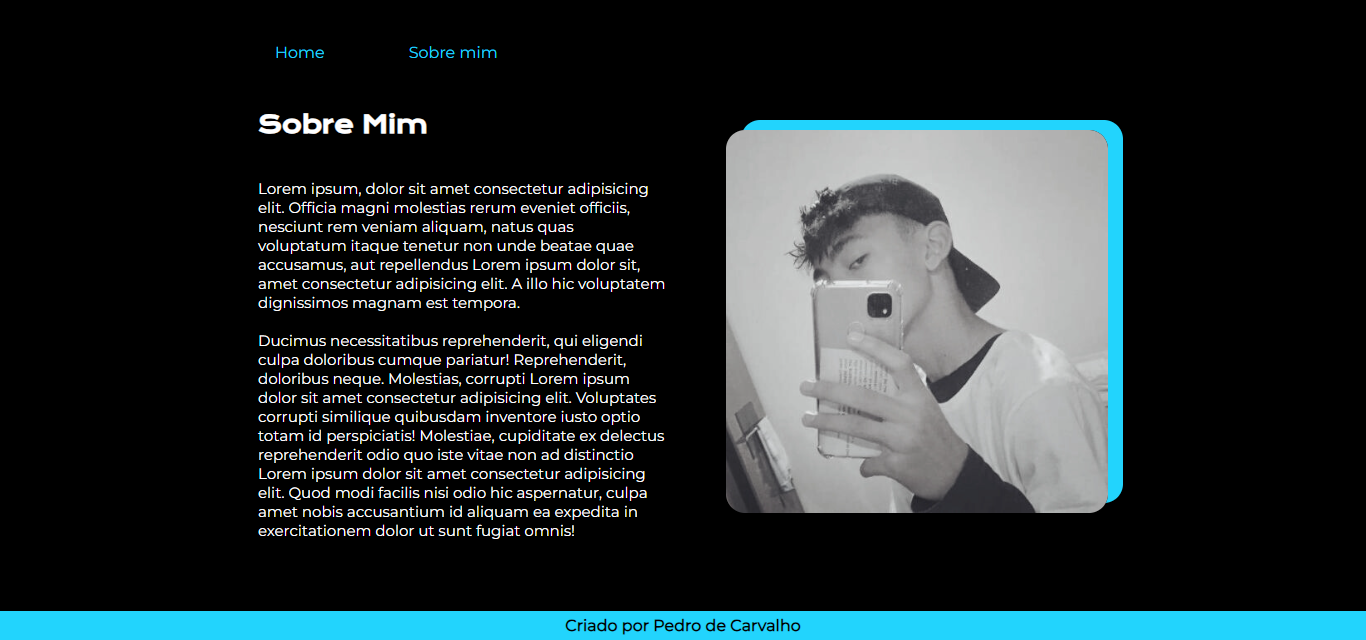 Home
Sobre mim
Sobre Mim
Lorem ipsum, dolor sit amet consectetur adipisicing
elit. Officia magni molestias rerum eveniet officiis,
nesciunt rem veniam aliquam, natus quas
voluptatum itaque tenetur non unde beatae quae
accusamus, aut repellendus Lorem ipsum dolor sit,
amet consectetur adipisicing elit. A illo hic voluptatem
dignissimos magnam est tempora.
Ducimus necessitatibus reprehenderit, qui eligendi
culpa doloribus cumque pariatur! Reprehenderit,
doloribus neque. Molestias, corrupti Lorem ipsum
dolor sit amet consectetur adipisicing elit. Voluptates
corrupti similique quibusdam inventore iusto optio
totam id perspiciatis! Molestiae, cupiditate ex delectus
reprehenderit odio quo iste vitae non ad distinctio
Lorem ipsum dolor sit amet consectetur adipisicing
elit. Quod modi facilis nisi odio hic aspernatur, culpa
amet nobis accusantium id aliquam ea expedita in
exercitationem dolor ut sunt fugiat omnis!
Criado por Pedro de Carvalho